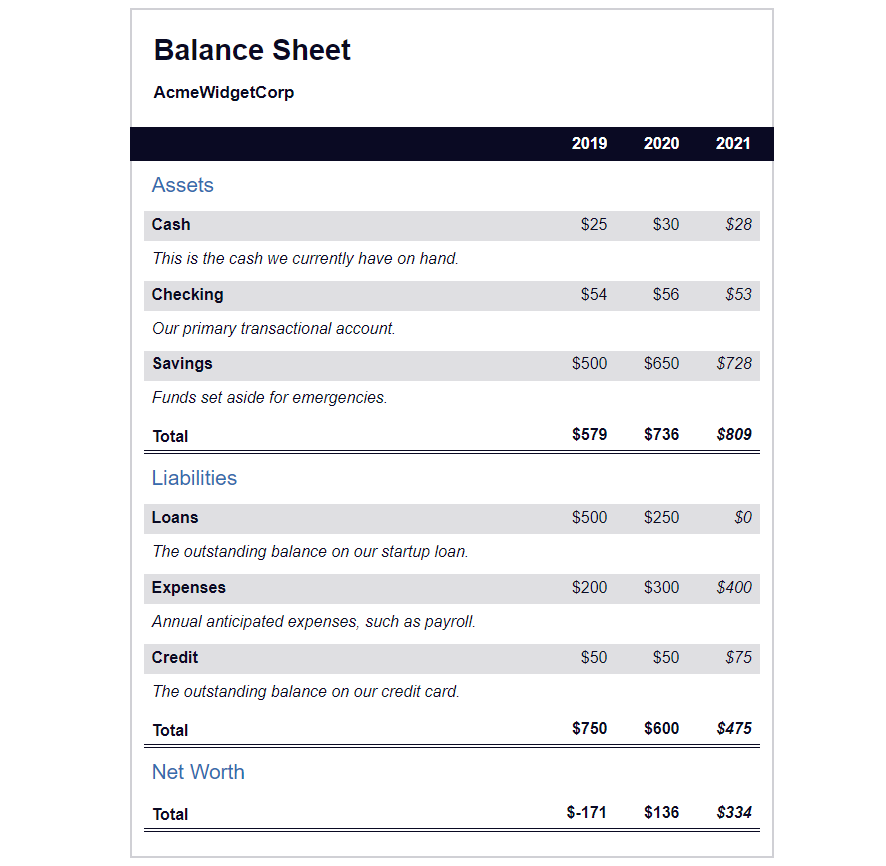 Balance Sheet
AcmeWidgetCorp
2019 2020 2021
Assets
Cash $25 $30 $28
This is the cash we currently have on hand.
Checking $54 $56 $53
Our primary transactional account.
Savings $500 $650 $728
Funds set aside for emergencies.
Total $579 $736 $809
Liabilities
Loans $500 $250 $0
The outstanding balance on our startup loan.
Expenses $200 $300 $400
Annual anticipated expenses, such as payroll.
Credit $50 $50 $75
The outstanding balance on our credit card.
Total $750 $600 $475
Net Worth
Total $-171 $136 $334